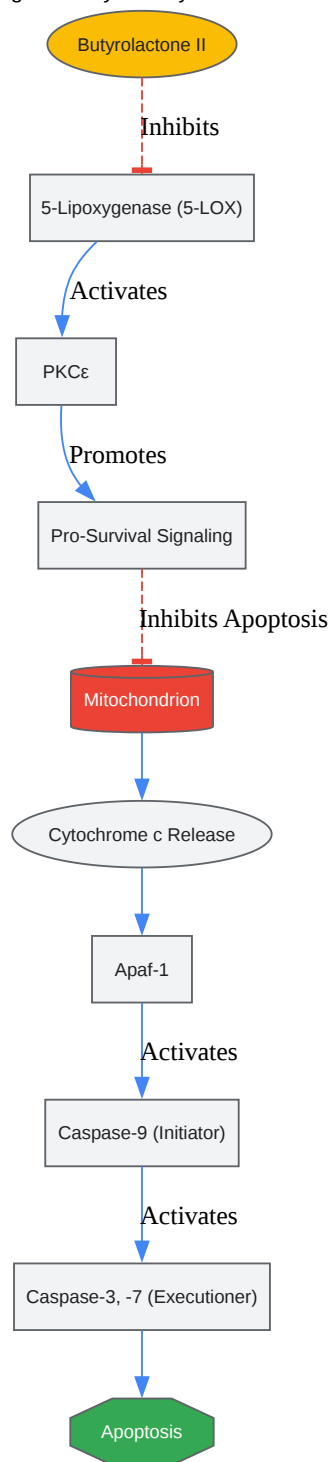 Butyrolactone II
Inhibits
5-Lipoxygenase (5-LOX)
Activates
PKCε
Promotes
Pro-Survival Signaling
Inhibits Apoptosis
Mitochondrion
Cytochrome c Release
Apaf-1
Activates
Caspase-9 (Initiator)
Activates
Caspase-3, -7 (Executioner)
Apoptosis